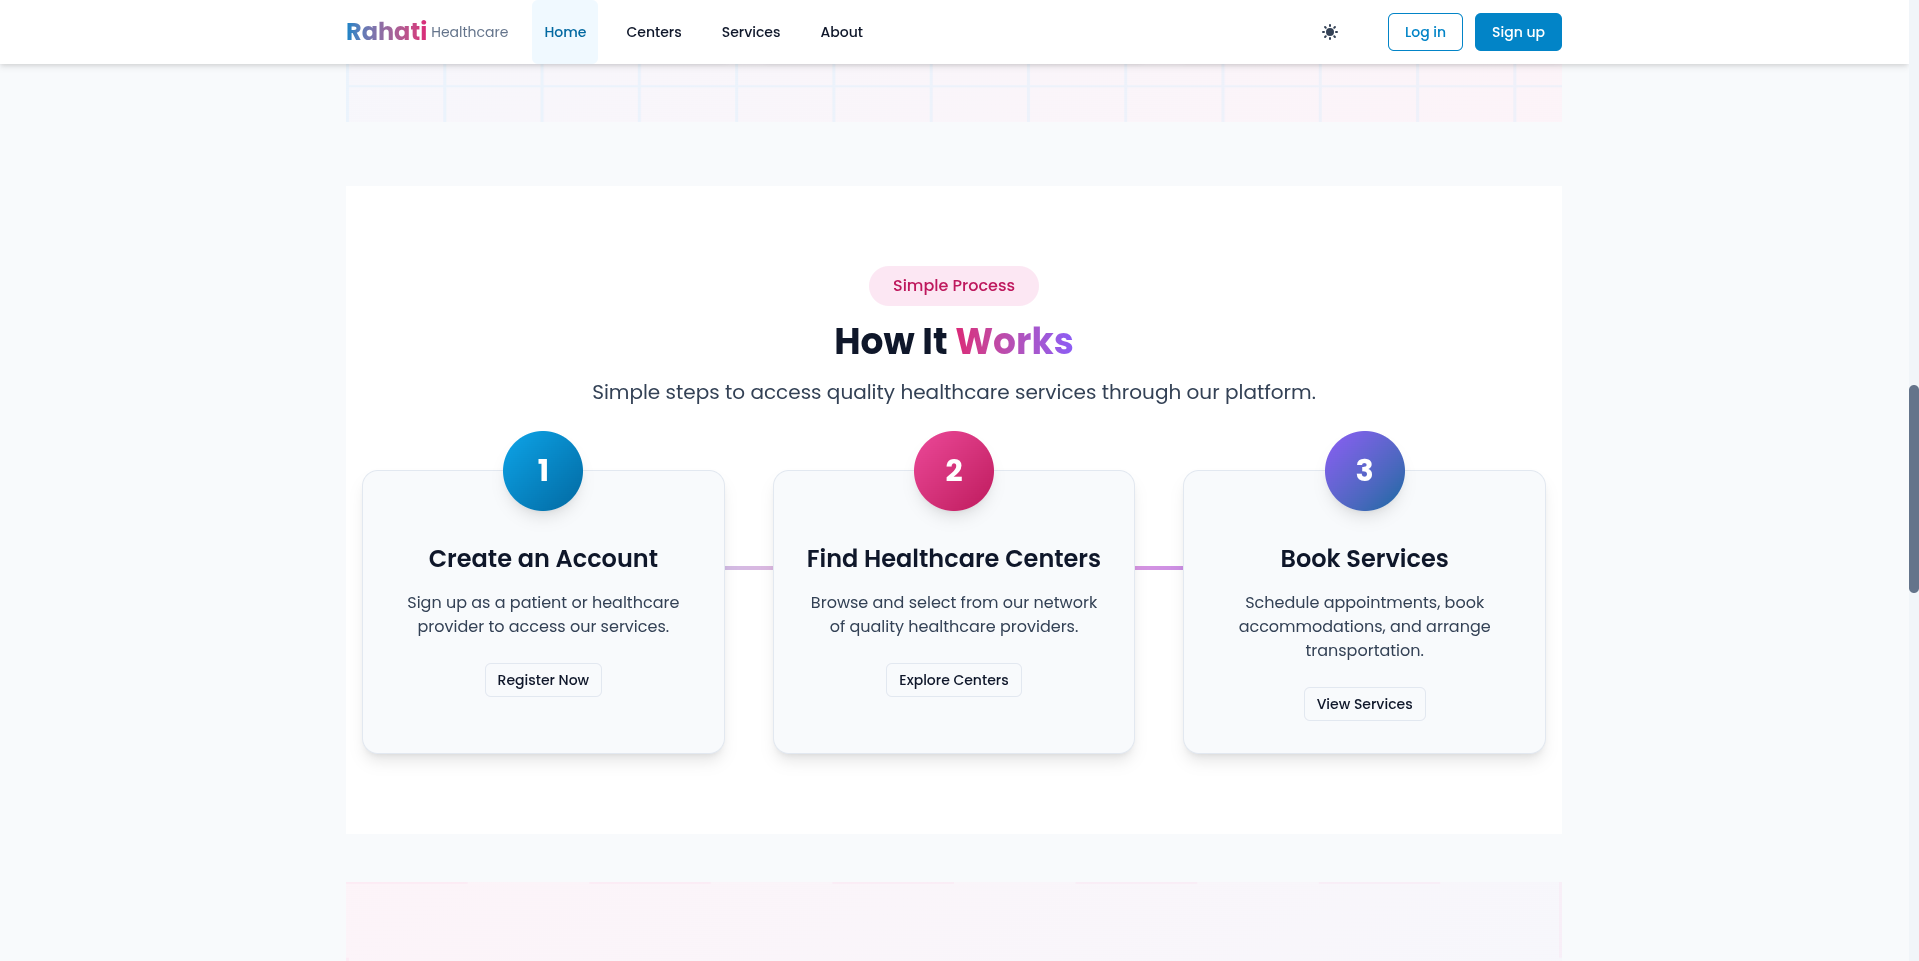 Rahati Healthcare Home Centers Services About Log in Sign up
Simple Process
How It Works
Simple steps to access quality healthcare services through our platform.
1
Create an Account
Sign up as a patient or healthcare
provider to access our services.
Register Now
2
Find Healthcare Centers
Browse and select from our network
of quality healthcare providers.
Explore Centers
3
Book Services
Schedule appointments, book
accommodations, and arrange
transportation.
View Services